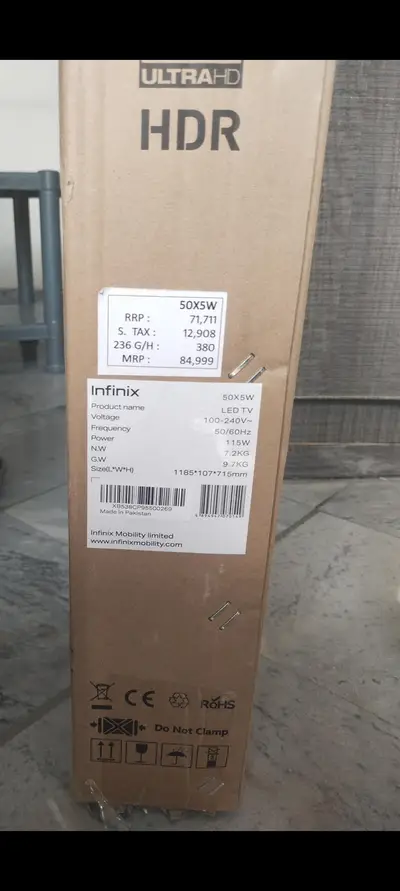 ULTRAHD
HDR
50X5W
RRP : 71,711
S. TAX : 12,908
236 G/H : 380
MRP : 84,999
Infinix 50X5W
Product name LED TV
Voltage 100-240V~
Frequency 50/60Hz
Power 115W
N.W 7.2KG
G.W 9.7KG
Size(L*W*H) 1185*107*715mm
Made in Pakistan
Infinix Mobility limited
www.infinixmobility.com
CE RoHS
Do Not Clamp